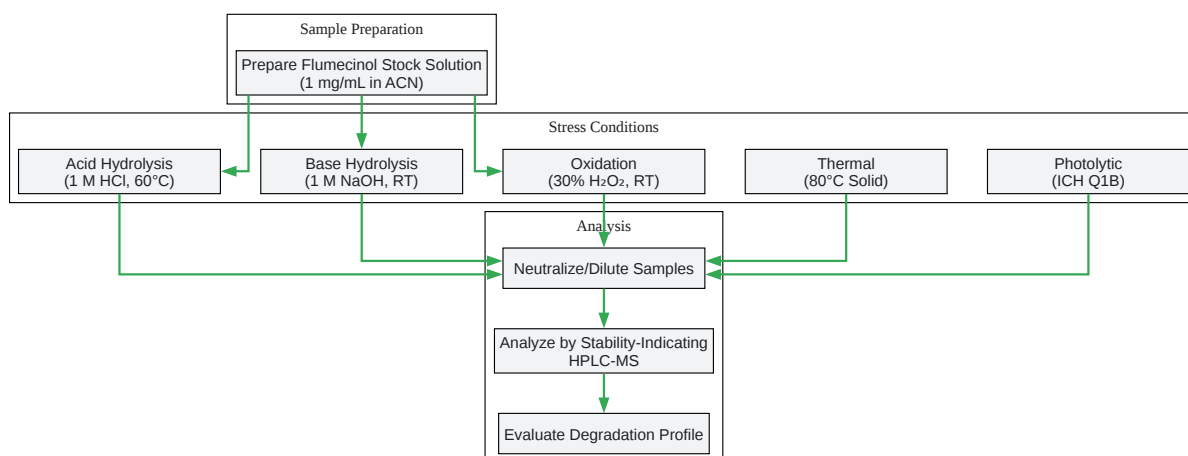 Sample Preparation
Prepare Flumecinol Stock Solution
(1 mg/mL in ACN)
Stress Conditions
Acid Hydrolysis
(1 M HCl, 60°C)
Base Hydrolysis
(1 M NaOH, RT)
Oxidation
(30% H₂O₂, RT)
Thermal
(80°C Solid)
Photolytic
(ICH Q1B)
Analysis
Neutralize/Dilute Samples
Analyze by Stability-Indicating
HPLC-MS
Evaluate Degradation Profile